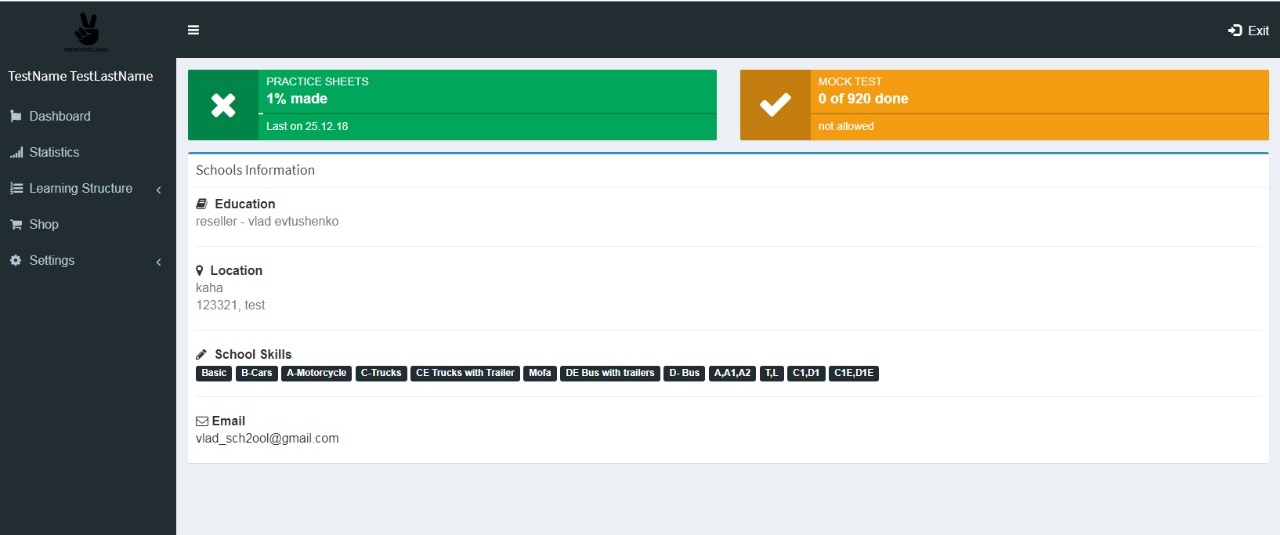 MENTORCARD
Exit
TestName TestLastName
Dashboard
Statistics
Learning Structure
Shop
Settings
PRACTICE SHEETS
1% made
Last on 25.12.18
MOCK TEST
0 of 920 done
not allowed
Schools Information
Education
reseller - vlad evtushenko
Location
kaha
123321, test
School Skills
Basic B-Cars A-Motorcycle C-Trucks CE Trucks with Trailer Mofa DE Bus with trailers D- Bus A,A1,A2 T,L C1,D1 C1E,D1E
Email
vlad_sch2ool@gmail.com